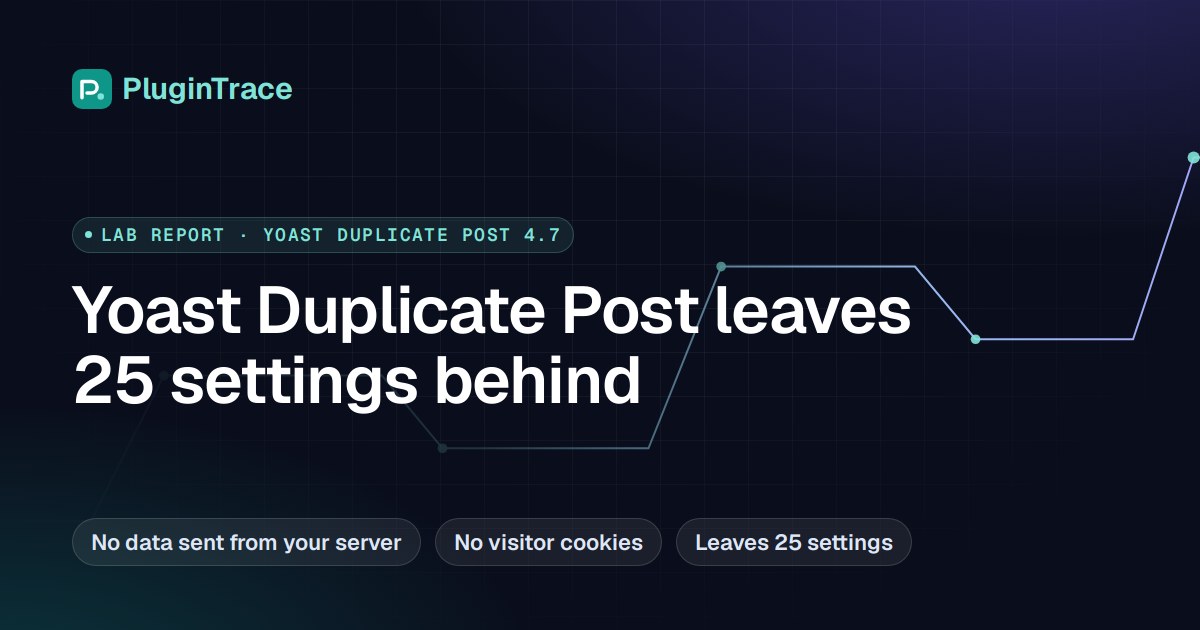 PluginTrace
LAB REPORT · YOAST DUPLICATE POST 4.7
Yoast Duplicate Post leaves
25 settings behind
No data sent from your server
No visitor cookies
Leaves 25 settings